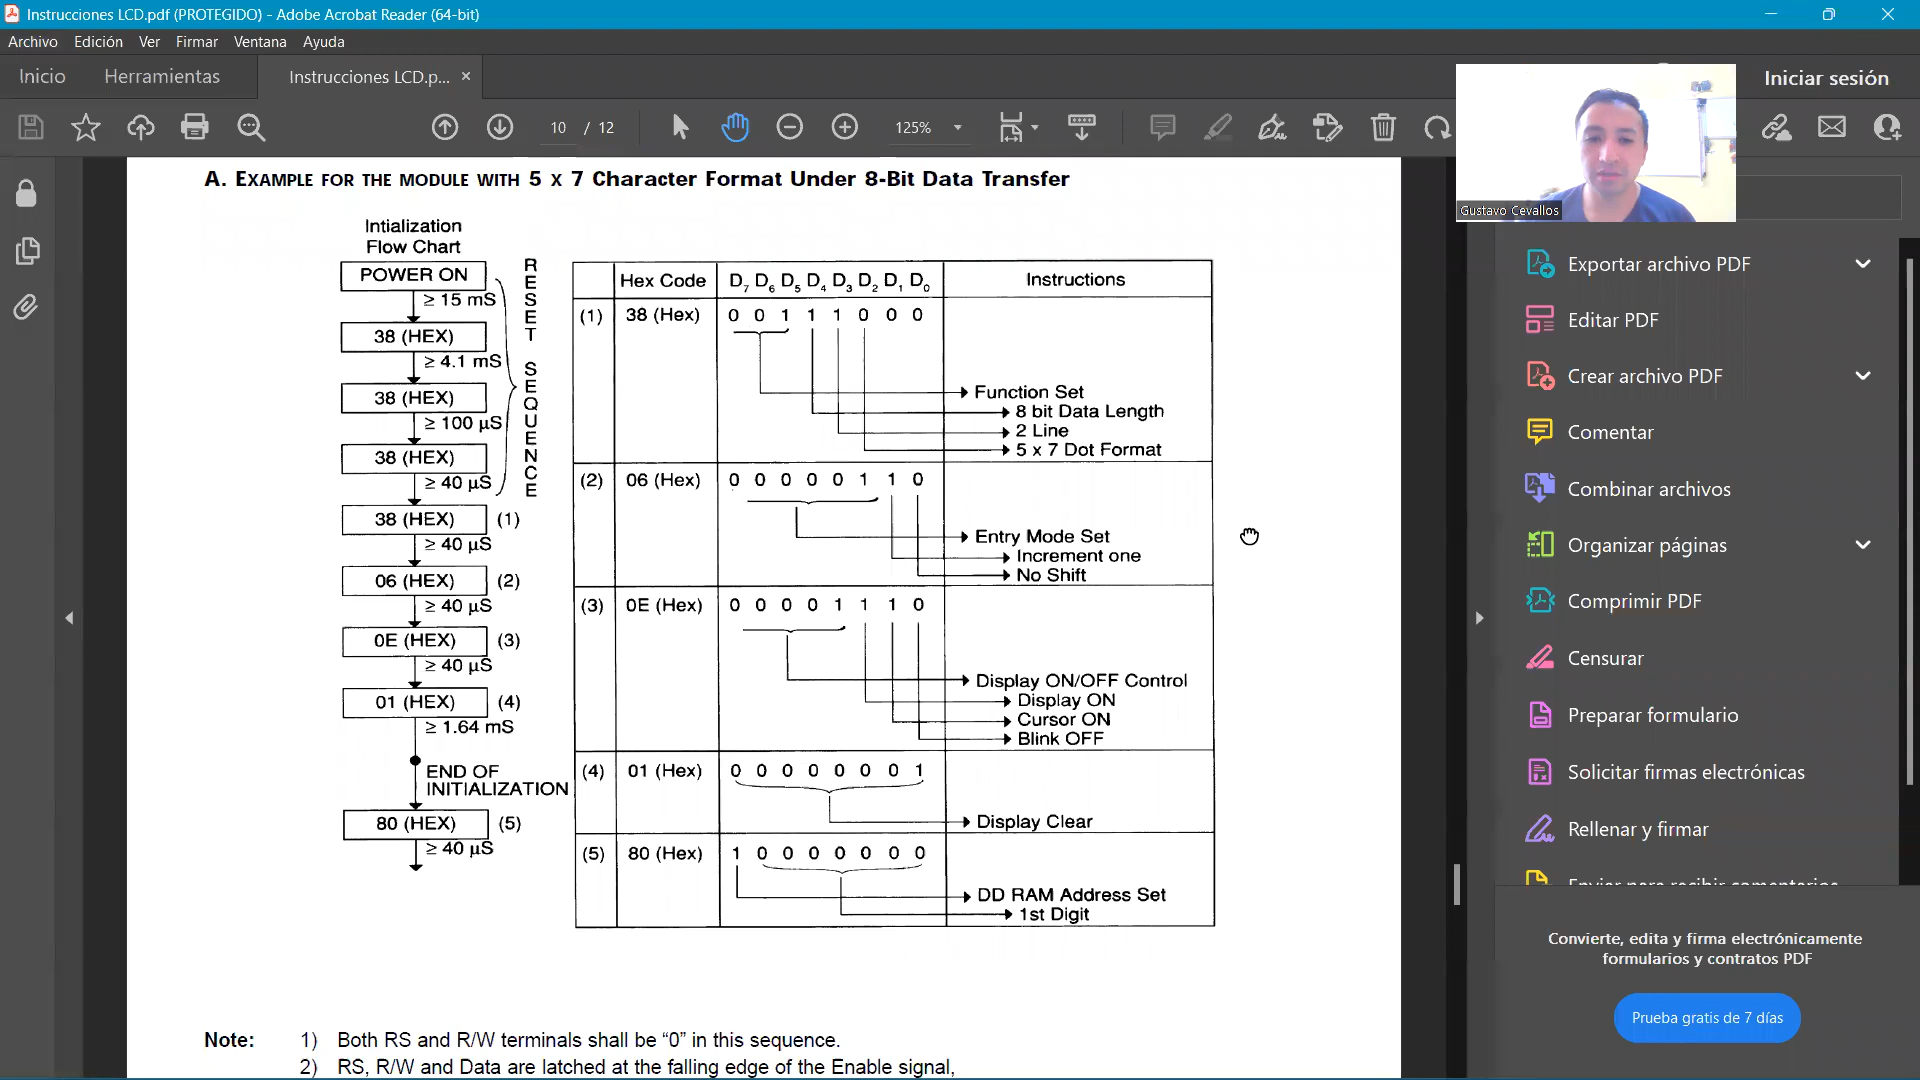 Instrucciones LCD.pdf (PROTEGIDO) - Adobe Acrobat Reader (64-bit)
Archivo Edición Ver Firmar Ventana Ayuda
Inicio Herramientas Instrucciones LCD.p... × Iniciar sesión
10 / 12 125%
Gustavo Cevallos
A. EXAMPLE FOR THE MODULE WITH 5 X 7 Character Format Under 8-Bit Data Transfer
Intialization
Flow Chart
POWER ON
≥ 15 mS
38 (HEX)
≥ 4.1 mS
38 (HEX)
≥ 100 µS
38 (HEX)
≥ 40 µS
RESET SEQUENCE
38 (HEX) (1)
≥ 40 µS
06 (HEX) (2)
≥ 40 µS
0E (HEX) (3)
≥ 40 µS
01 (HEX) (4)
≥ 1.64 mS
END OF
INITIALIZATION
80 (HEX) (5)
≥ 40 µS
Hex Code D7 D6 D5 D4 D3 D2 D1 D0 Instructions
(1) 38 (Hex) 0 0 1 1 1 0 0 0
Function Set
8 bit Data Length
2 Line
5 x 7 Dot Format
(2) 06 (Hex) 0 0 0 0 0 1 1 0
Entry Mode Set
Increment one
No Shift
(3) 0E (Hex) 0 0 0 0 1 1 1 0
Display ON/OFF Control
Display ON
Cursor ON
Blink OFF
(4) 01 (Hex) 0 0 0 0 0 0 0 1
Display Clear
(5) 80 (Hex) 1 0 0 0 0 0 0 0
DD RAM Address Set
1st Digit
Note: 1) Both RS and R/W terminals shall be “0” in this sequence.
2) RS, R/W and Data are latched at the falling edge of the Enable signal,
Exportar archivo PDF
Editar PDF
Crear archivo PDF
Comentar
Combinar archivos
Organizar páginas
Comprimir PDF
Censurar
Preparar formulario
Solicitar firmas electrónicas
Rellenar y firmar
Enviar para recibir comentarios
Convierte, edita y firma electrónicamente
formularios y contratos PDF
Prueba gratis de 7 días